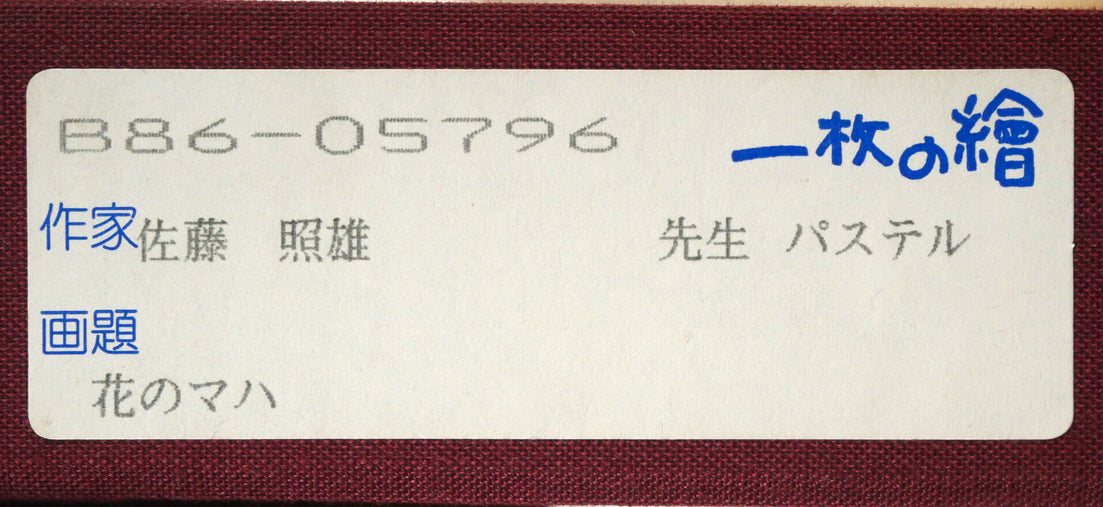 B86-05796 一枚の繪
作家 佐藤 照雄 先生 パステル
画題
花のマハ